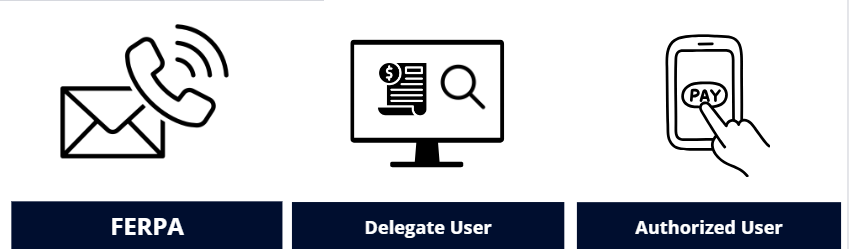 $
PAY
FERPA
Delegate User
Authorized User